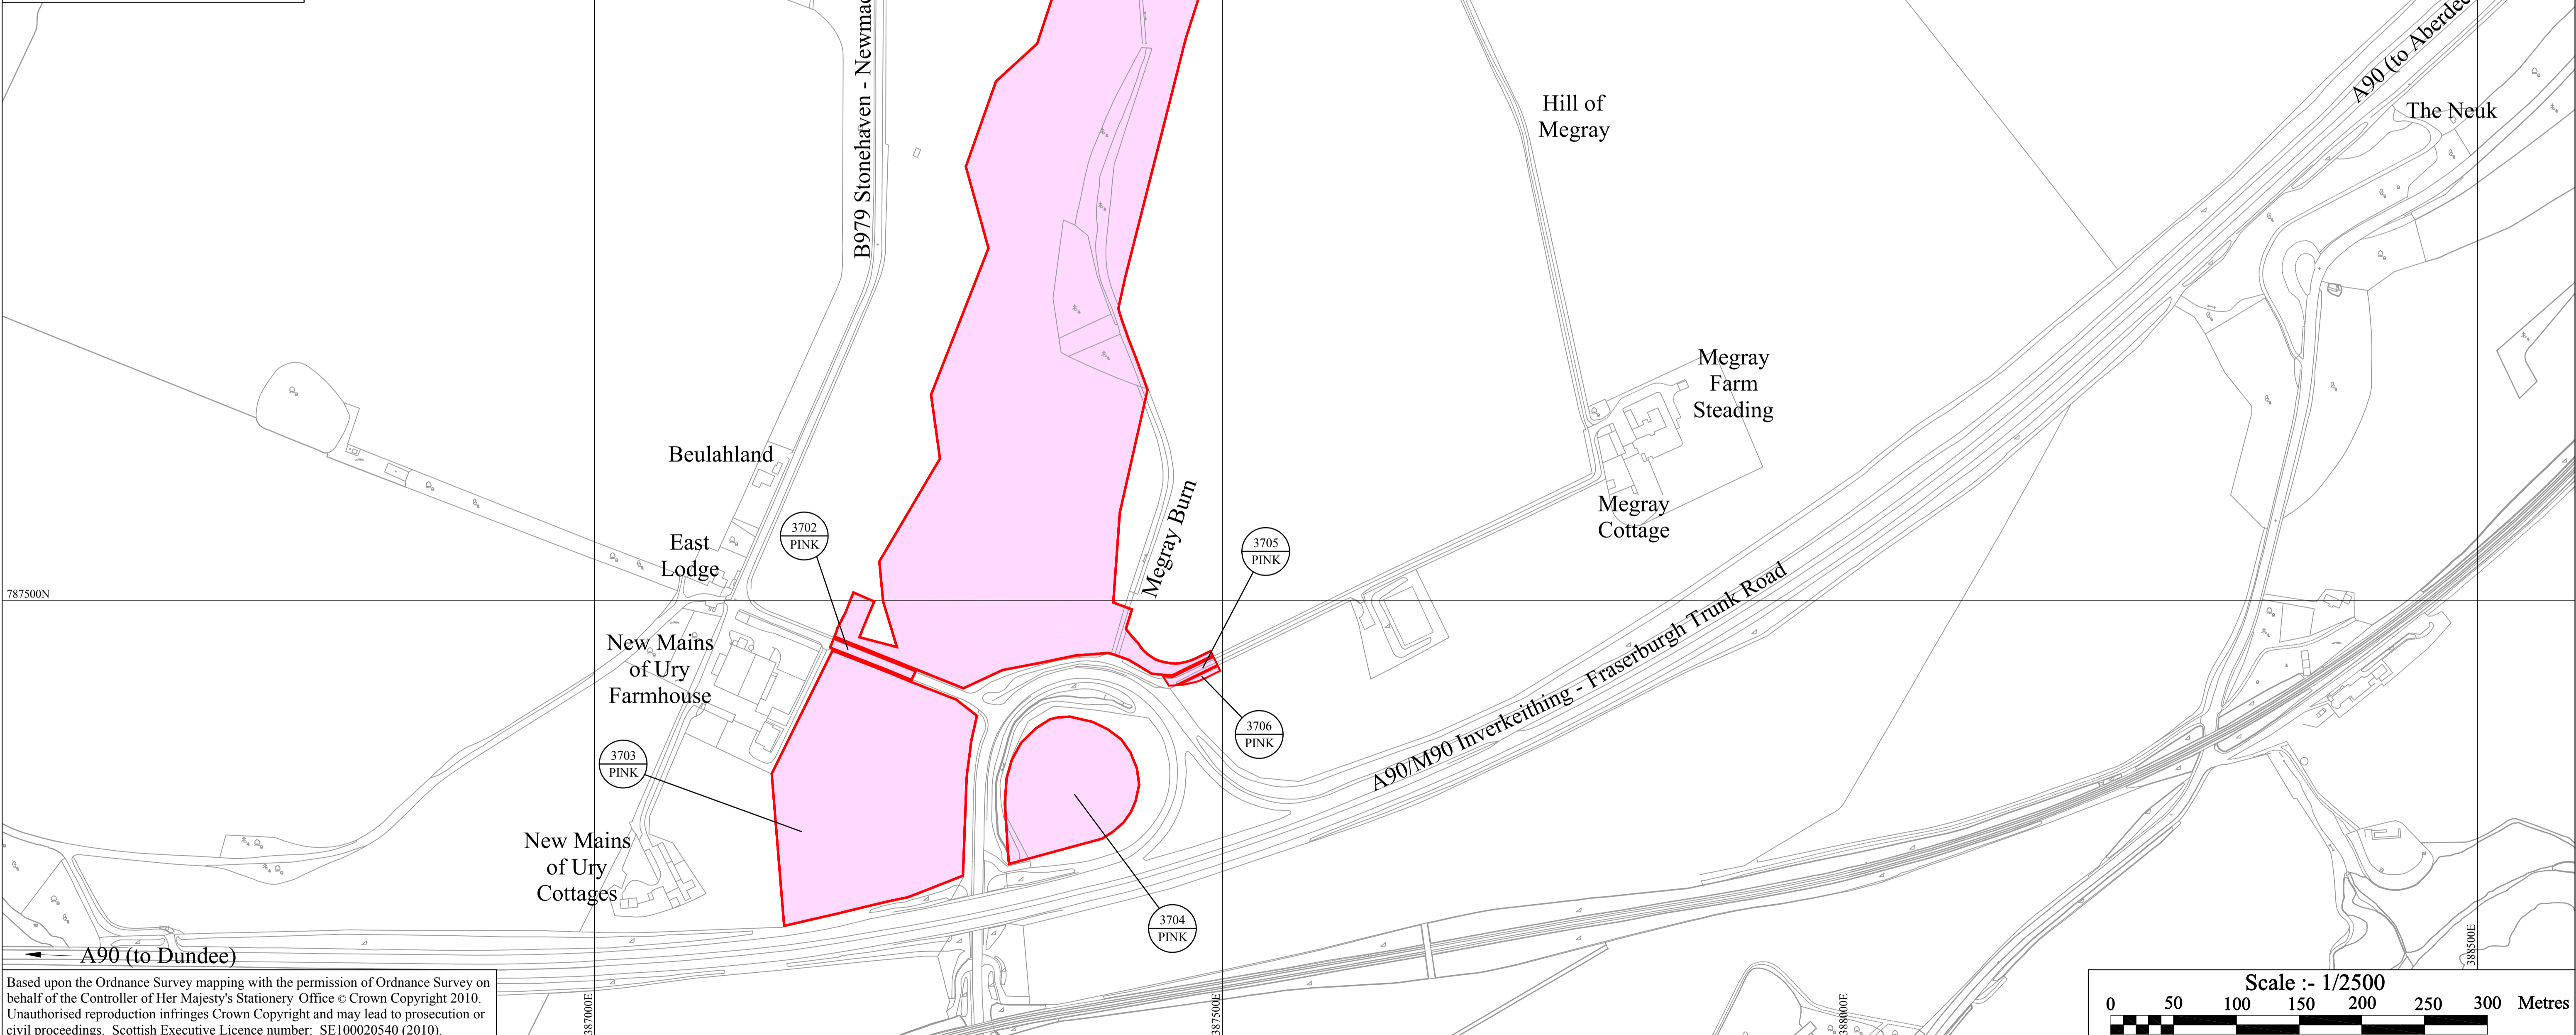 B979 Stonehaven -
A90 (to
The Neuk
Hill of
Megray
Megray
Farm
Steading
Beulahland
Megray
Cottage
East
Lodge
3702
PINK
3705
PINK
Megray Burn
787500N
New Mains
of Ury
Farmhouse
A90/M90 Inverkeithing - Fraserburgh Trunk Road
3706
PINK
3703
PINK
New Mains
of Ury
Cottages
3704
PINK
A90 (to Dundee)
387000E
387500E
388000E
388500E
Based upon the Ordnance Survey mapping with the permission of Ordnance Survey on
behalf of the Controller of Her Majesty's Stationery Office © Crown Copyright 2010.
Unauthorised reproduction infringes Crown Copyright and may lead to prosecution or
civil proceedings. Scottish Executive Licence number: SE100020540 (2010).
Scale :- 1/2500
0 50 100 150 200 250 300 Metres